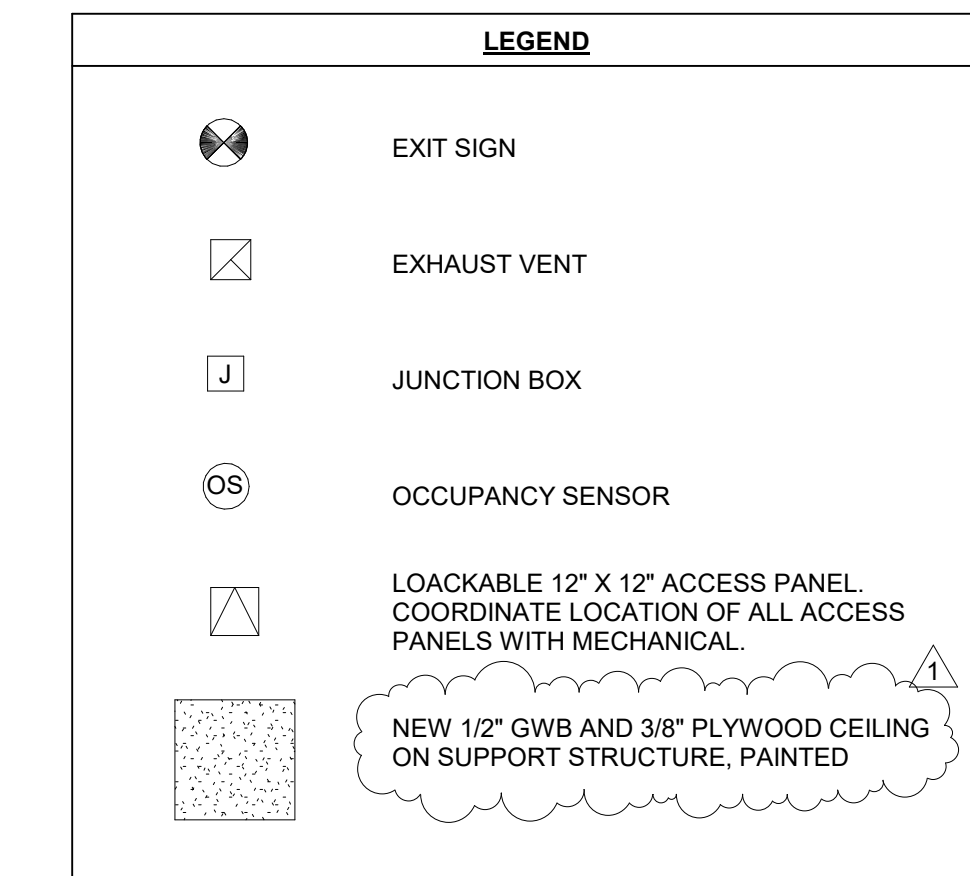 LEGEND
EXIT SIGN
EXHAUST VENT
J
JUNCTION BOX
OS
OCCUPANCY SENSOR
LOACKABLE 12" X 12" ACCESS PANEL.
COORDINATE LOCATION OF ALL ACCESS
PANELS WITH MECHANICAL.
1
NEW 1/2" GWB AND 3/8" PLYWOOD CEILING
ON SUPPORT STRUCTURE, PAINTED